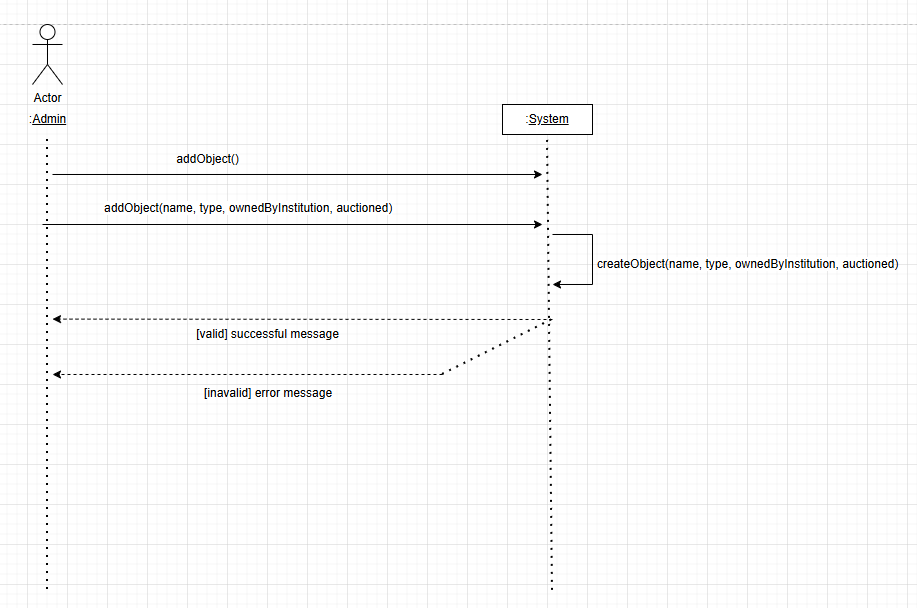 Actor
:Admin
:System
addObject()
addObject(name, type, ownedByInstitution, auctioned)
createObject(name, type, ownedByInstitution, auctioned)
[valid] successful message
[inavalid] error message